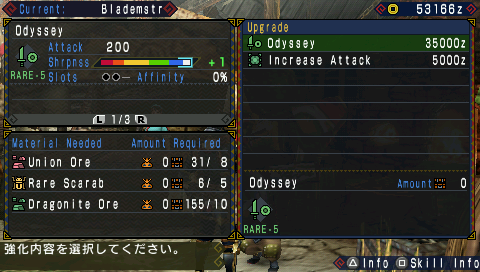 Current: Blademstr
53166z
Odyssey
Attack 200
Shrpnss +1
RARE-5
Slots Affinity 0%
L 1/3 R
Upgrade
Odyssey 35000z
Increase Attack 5000z
Material Needed Amount Required
Union Ore 0 31/ 8
Rare Scarab 0 6/ 5
Dragonite Ore 0 155/10
Odyssey Amount 0
RARE-5
強化内容を選択してください。
△ Info □ Skill Info